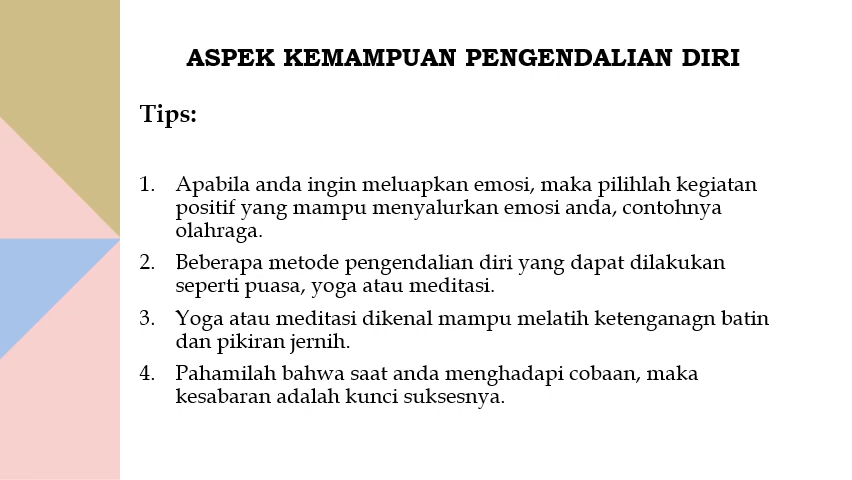 ASPEK KEMAMPUAN PENGENDALIAN DIRI
Tips:
1. Apabila anda ingin meluapkan emosi, maka pilihlah kegiatan
positif yang mampu menyalurkan emosi anda, contohnya
olahraga.
2. Beberapa metode pengendalian diri yang dapat dilakukan
seperti puasa, yoga atau meditasi.
3. Yoga atau meditasi dikenal mampu melatih ketenganagn batin
dan pikiran jernih.
4. Pahamilah bahwa saat anda menghadapi cobaan, maka
kesabaran adalah kunci suksesnya.